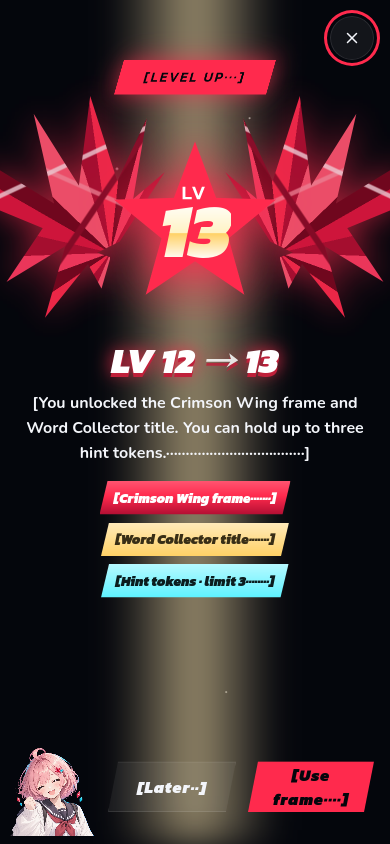 [LEVEL UP···]
LV
13
LV 12 → 13
[You unlocked the Crimson Wing frame and
Word Collector title. You can hold up to three
hint tokens.···································]
[Crimson Wing frame······]
[Word Collector title······]
[Hint tokens · limit 3·······]
[Later··]
[Use
frame····]